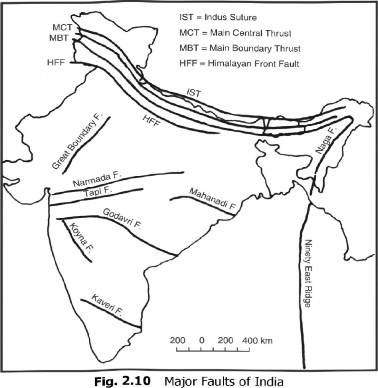 IST = Indus Suture
MCT = Main Central Thrust
MBT = Main Boundary Thrust
HFF = Himalayan Front Fault
MCT
MBT
HFF
IST
HFF
Great Boundary F.
Naga F.
Narmada F.
Tapi F.
Mahanadi F.
Godavri F.
Koyna F.
Ninety East Ridge
Kaveri F.
200 0 200 400 km
Fig. 2.10 Major Faults of India